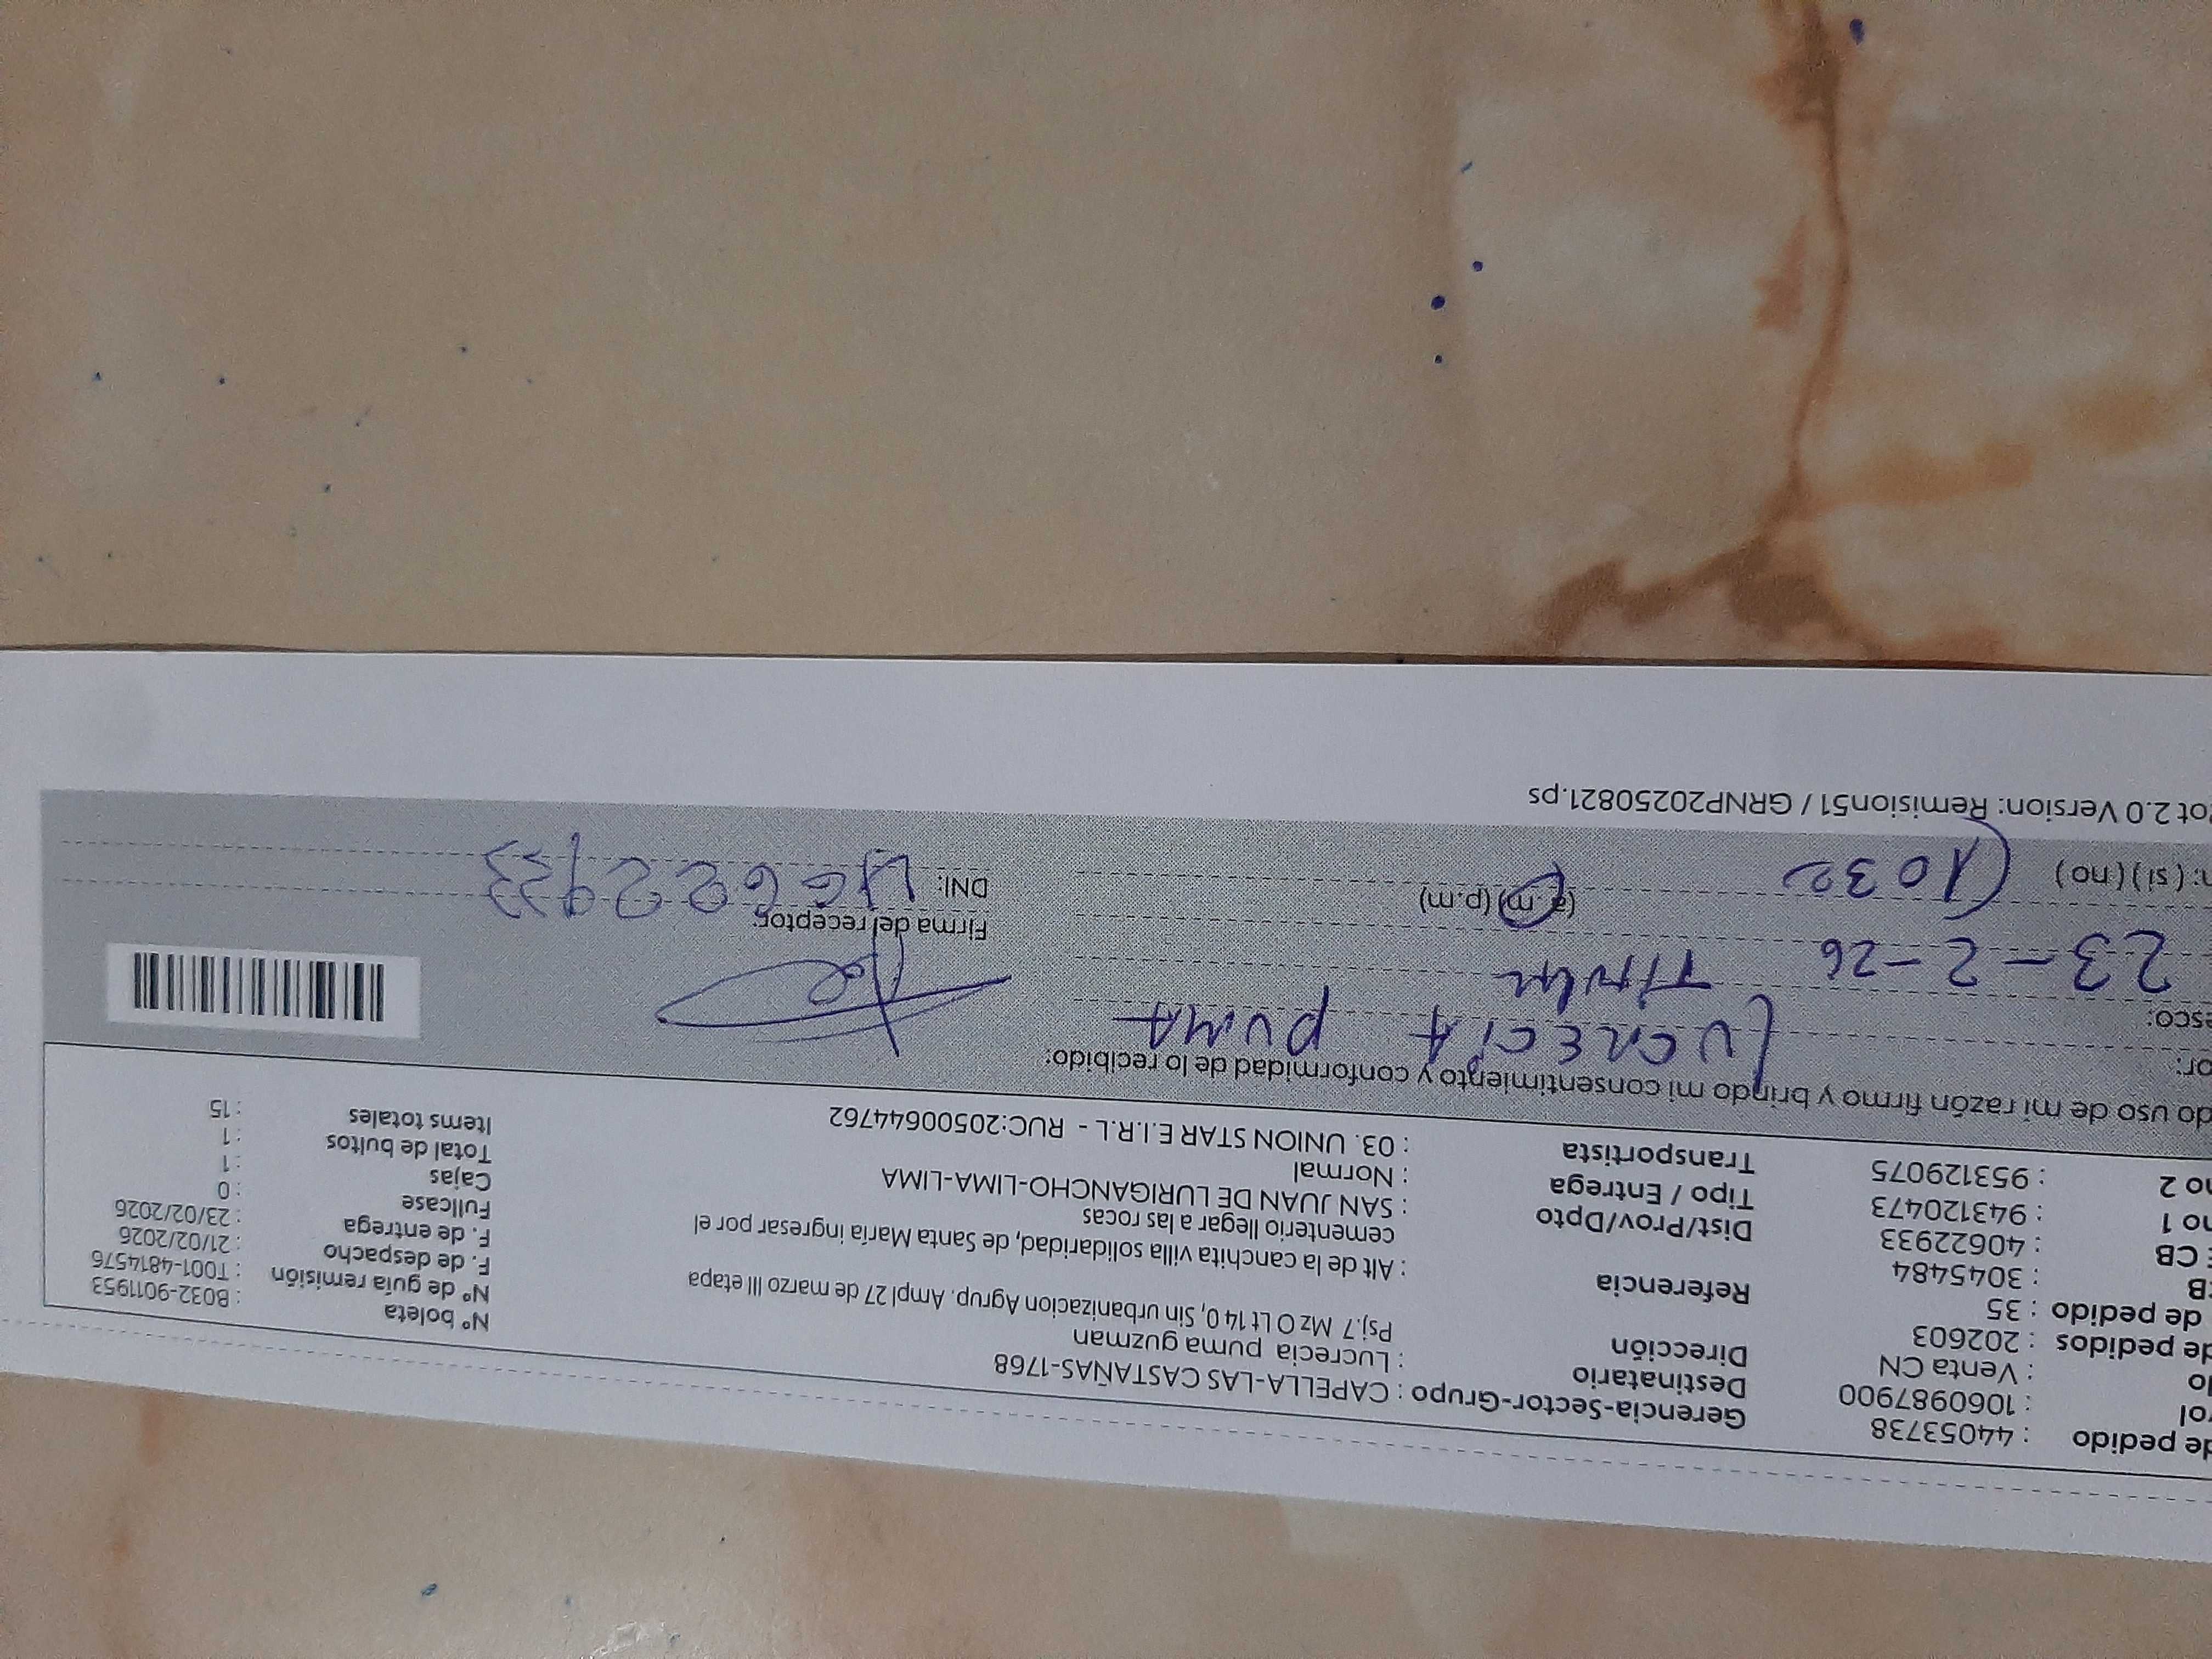 de pedido : 44053738
rol : 1060987900
lo : Venta CN
de pedidos : 202603
de pedido : 35
CB : 3045484
CB : 40622933
no 1 : 943120473
no 2 : 953129075
Gerencia-Sector-Grupo : CAPELLA-LAS CASTAÑAS-1768
Destinatario : Lucrecia puma guzman
Dirección Psj.7 Mz O Lt 14 0, Sin urbanizacion Agrup. Ampl 27 de marzo III etapa
Referencia : Alt de la canchita villa solidaridad, de Santa María ingresar por el
cementerio llegar a las rocas
Dist/Prov/Dpto : SAN JUAN DE LURIGANCHO-LIMA-LIMA
Tipo / Entrega : Normal
Transportista : 03. UNION STAR E.I.R.L - RUC:20500644762
Nº boleta : B032-9011953
Nº de guía remisión : T001-4814576
F. de despacho : 21/02/2026
F. de entrega : 23/02/2026
Fullcase : 0
Cajas : 1
Total de bultos : 1
Items totales : 15
do uso de mi razón firmo y brindo mi consentimiento y conformidad de lo recibido:
or: LUCRECIA PUMA
esco:
23-2-26
Firma del receptor:
n: ( si ) ( no ) 1032 (a.m) (p.m)
DNI:
ot 2.0 Version: Remision51 / GRNP20250821.ps